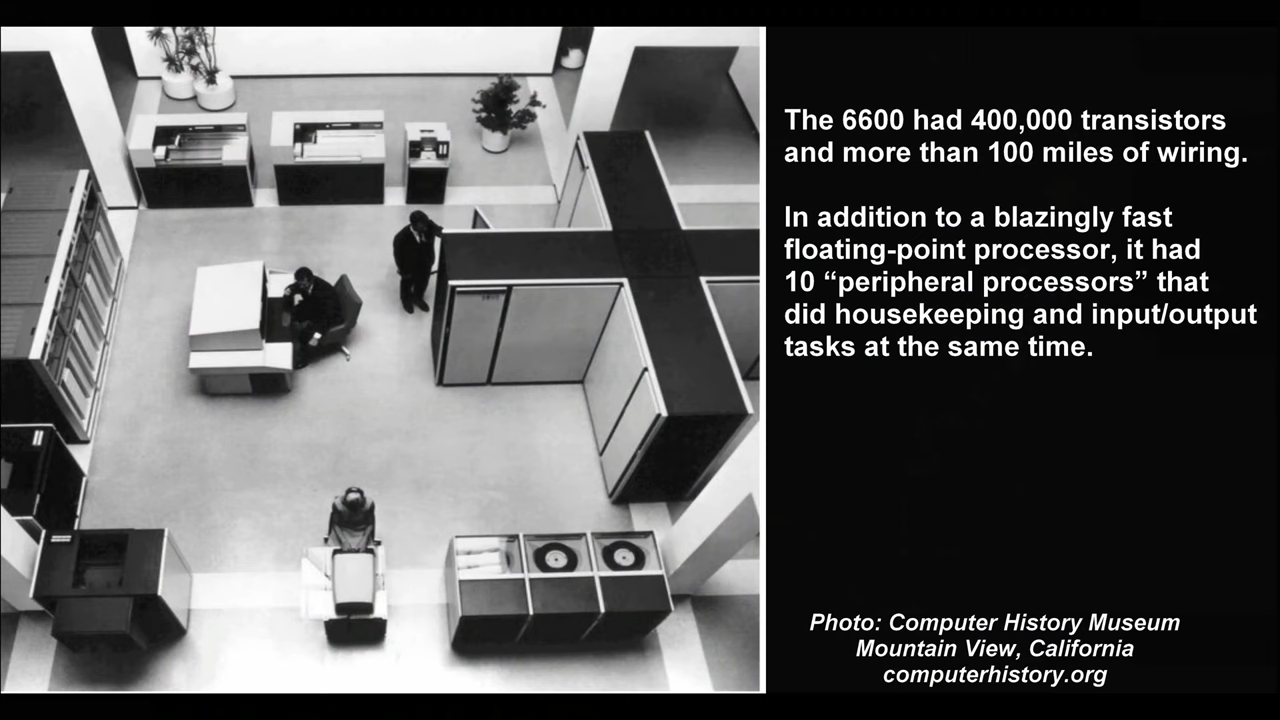 The 6600 had 400,000 transistors
and more than 100 miles of wiring.
In addition to a blazingly fast
floating-point processor, it had
10 “peripheral processors” that
did housekeeping and input/output
tasks at the same time.
Photo: Computer History Museum
Mountain View, California
computerhistory.org